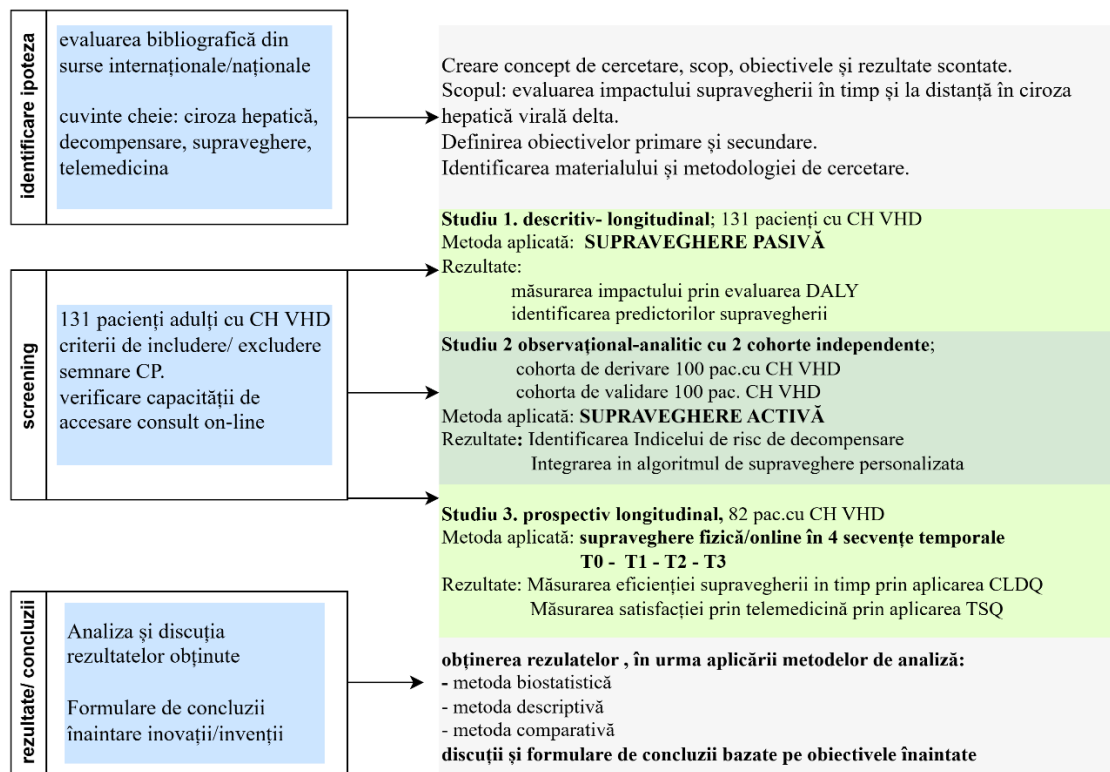 identificare ipoteza
evaluarea bibliografică din
surse internaționale/naționale
cuvinte cheie: ciroza hepatică,
decompensare, supraveghere,
telemedicina
Creare concept de cercetare, scop, obiectivele și rezultate scontate.
Scopul: evaluarea impactului supravegherii în timp și la distanță în ciroza
hepatică virală delta.
Definirea obiectivelor primare și secundare.
Identificarea materialului și metodologiei de cercetare.
screening
131 pacienți adulți cu CH VHD
criterii de includere/ excludere
semnare CP.
verificare capacității de
accesare consult on-line
Studiu 1. descritiv- longitudinal; 131 pacienți cu CH VHD
Metoda aplicată: SUPRAVEGHERE PASIVĂ
Rezultate:
măsurarea impactului prin evaluarea DALY
identificarea predictorilor supravegherii
Studiu 2 observațional-analitic cu 2 cohorte independente;
cohorta de derivare 100 pac.cu CH VHD
cohorta de validare 100 pac. CH VHD
Metoda aplicată: SUPRAVEGHERE ACTIVĂ
Rezultate: Identificarea Indicelui de risc de decompensare
Integrarea in algoritmul de supraveghere personalizata
Studiu 3. prospectiv longitudinal, 82 pac.cu CH VHD
Metoda aplicată: supraveghere fizică/online în 4 secvențe temporale
T0 - T1 - T2 - T3
Rezultate: Măsurarea eficienției supravegherii in timp prin aplicarea CLDQ
Măsurarea satisfacției prin telemedicină prin aplicarea TSQ
rezultate/ concluzii
Analiza și discuția
rezultatelor obținute
Formulare de concluzii
înaintare inovații/invenții
obținerea rezulatelor , în urma aplicării metodelor de analiză:
- metoda biostatistică
- metoda descriptivă
- metoda comparativă
discuții și formulare de concluzii bazate pe obiectivele înaintate